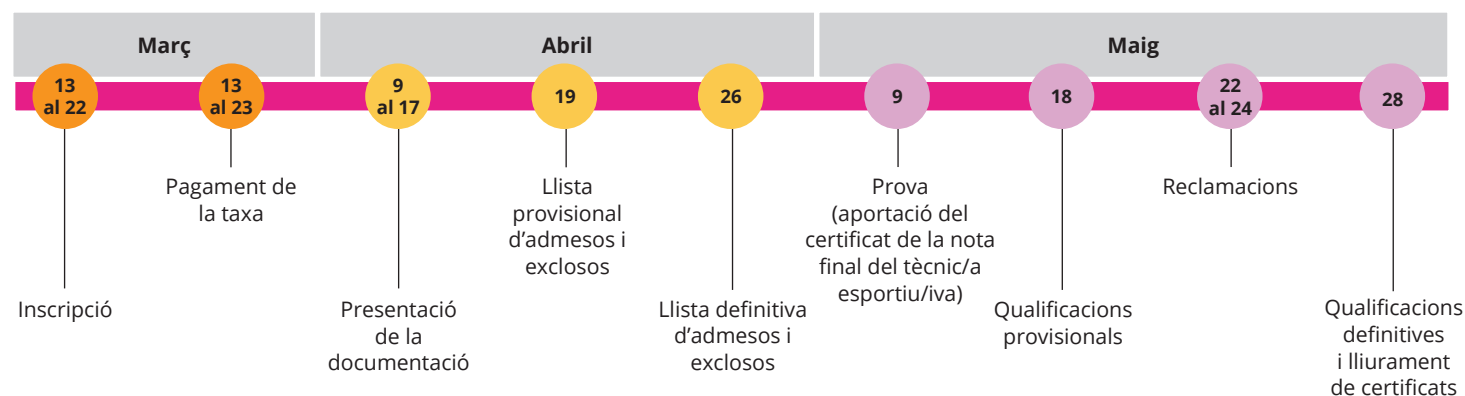 Març
Abril
Maig
13
al 22
13
al 23
9
al 17
19
26
9
18
22
al 24
28
Inscripció
Pagament de
la taxa
Presentació
de la
documentació
Llista
provisional
d’admesos i
exclosos
Llista definitiva
d’admesos i
exclosos
Prova
(aportació del
certificat de la nota
final del tècnic/a
esportiu/iva)
Qualificacions
provisionals
Reclamacions
Qualificacions
definitives
i lliurament
de certificats